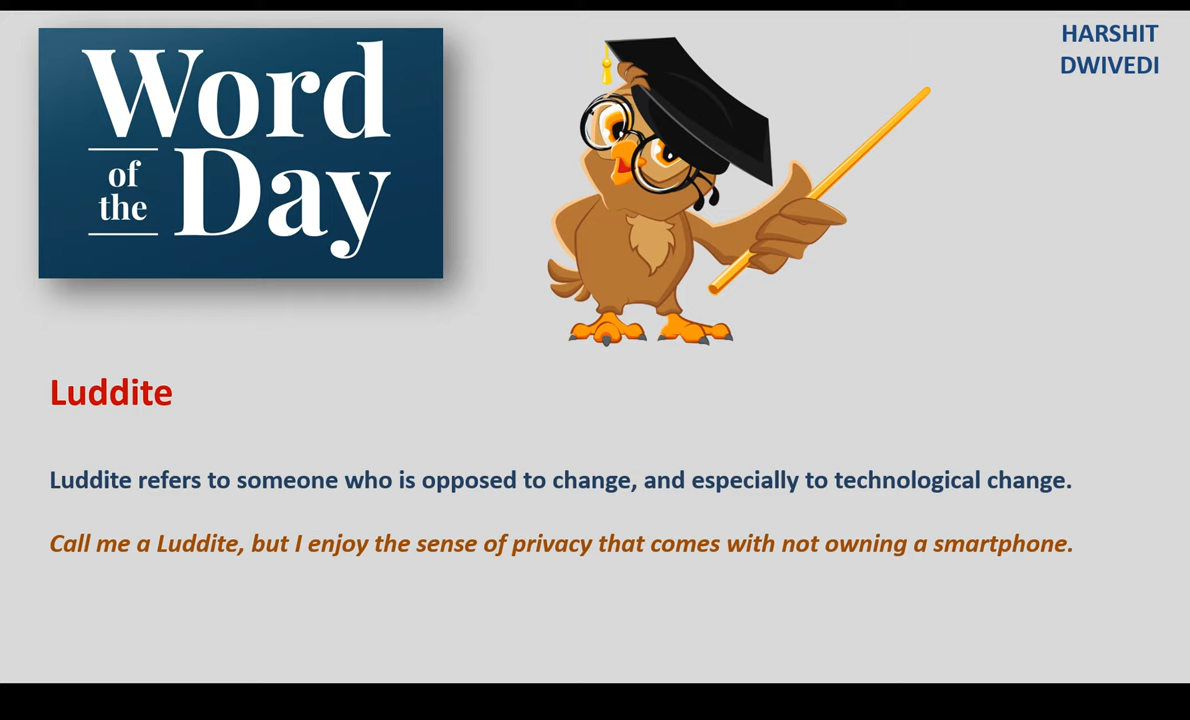 Word
of
the
Day
HARSHIT
DWIVEDI
Luddite
Luddite refers to someone who is opposed to change, and especially to technological change.
Call me a Luddite, but I enjoy the sense of privacy that comes with not owning a smartphone.